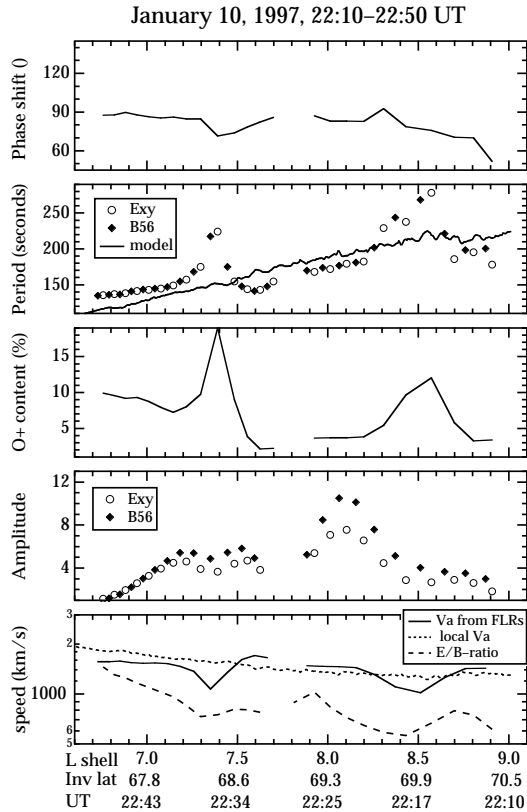 January 10, 1997, 22:10–22:50 UT
Phase shift ()
120
90
60
Period (seconds)
250
200
150
Exy
B56
model
O+ content (%)
15
10
5
Amplitude
12
8
4
Exy
B56
speed (km/s)
3
2
1000
6
5
Va from FLRs
local Va
E/B–ratio
L shell 7.0 7.5 8.0 8.5 9.0
Inv lat 67.8 68.6 69.3 69.9 70.5
UT 22:43 22:34 22:25 22:17 22:10